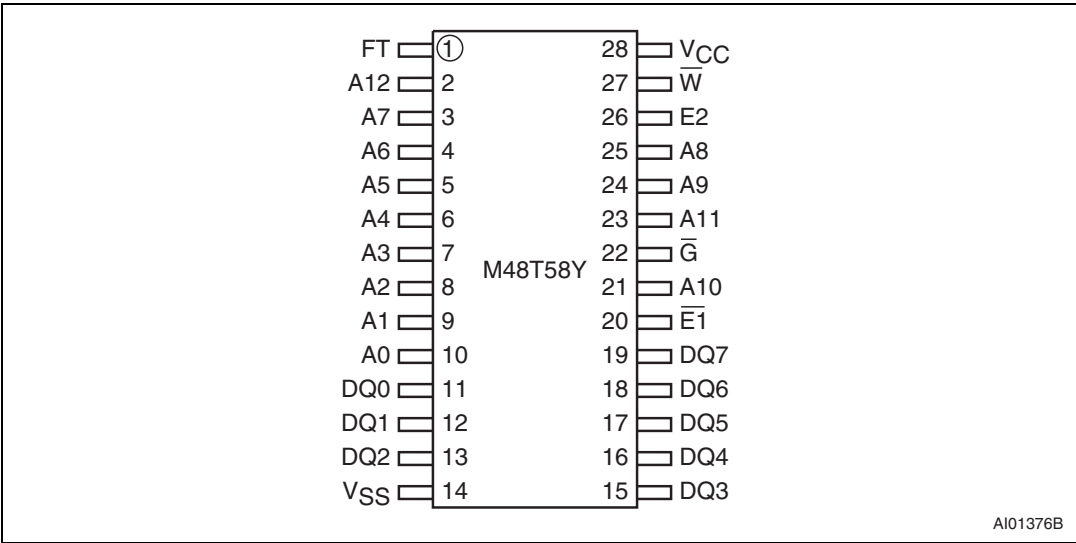 FT 1 28 VCC
A12 2 27 W̅
A7 3 26 E2
A6 4 25 A8
A5 5 24 A9
A4 6 23 A11
A3 7 22 G̅
M48T58Y
A2 8 21 A10
A1 9 20 E̅1̅
A0 10 19 DQ7
DQ0 11 18 DQ6
DQ1 12 17 DQ5
DQ2 13 16 DQ4
VSS 14 15 DQ3
AI01376B